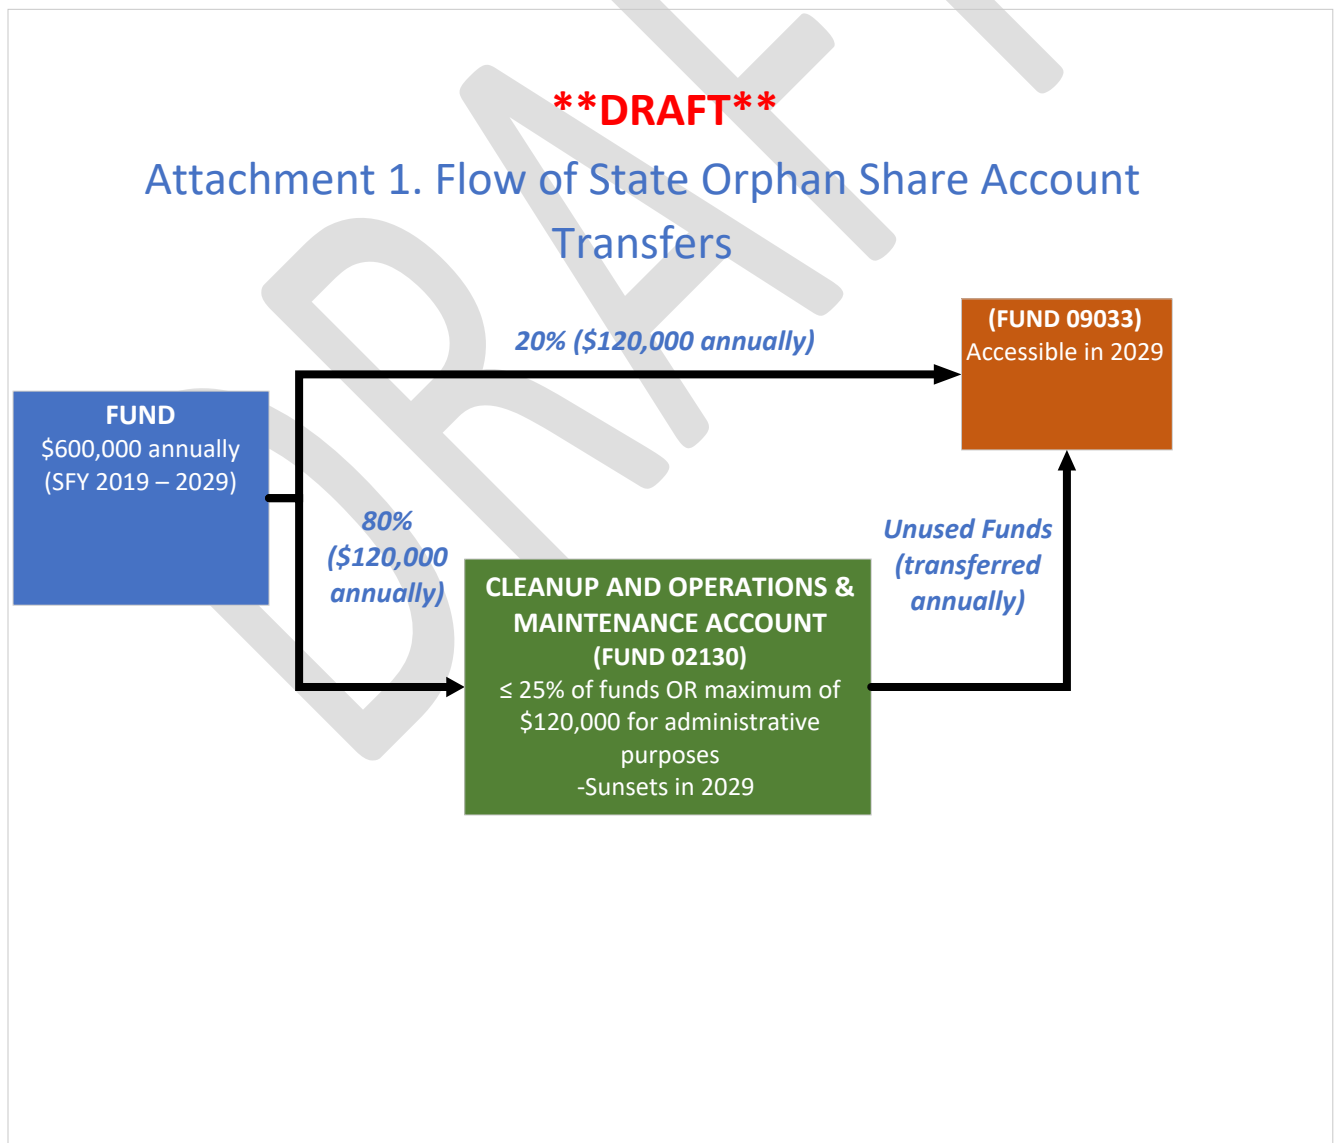 **DRAFT**
Attachment 1. Flow of State Orphan Share Account
Transfers
20% ($120,000 annually)
(FUND 09033)
Accessible in 2029
FUND
$600,000 annually
(SFY 2019 – 2029)
80%
($120,000
annually)
Unused Funds
(transferred
annually)
CLEANUP AND OPERATIONS &
MAINTENANCE ACCOUNT
(FUND 02130)
≤ 25% of funds OR maximum of
$120,000 for administrative
purposes
-Sunsets in 2029
DRAFT